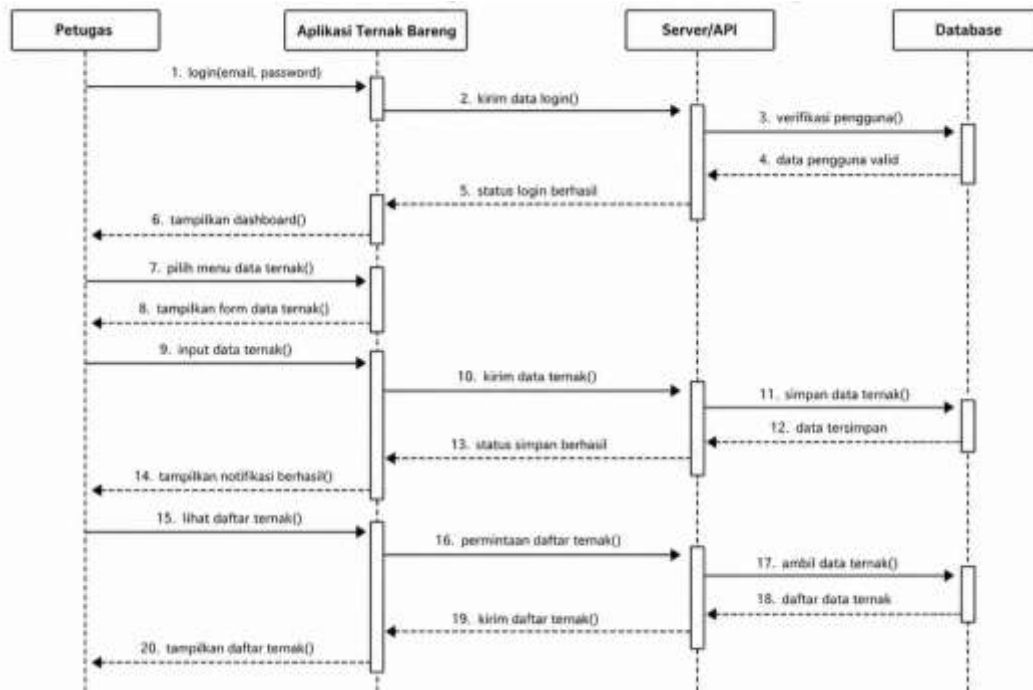 Petugas
Aplikasi Ternak Bareng
Server/API
Database
1. login(email, password)
2. kirim data login()
3. verifikasi pengguna()
4. data pengguna valid
5. status login berhasil
6. tampilkan dashboard()
7. pilih menu data ternak()
8. tampilkan form data ternak()
9. input data ternak()
10. kirim data ternak()
11. simpan data ternak()
12. data tersimpan
13. status simpan berhasil
14. tampilkan notifikasi berhasil()
15. lihat daftar ternak()
16. permintaan daftar ternak()
17. ambil data ternak()
18. daftar data ternak
19. kirim daftar ternak()
20. tampilkan daftar ternak()